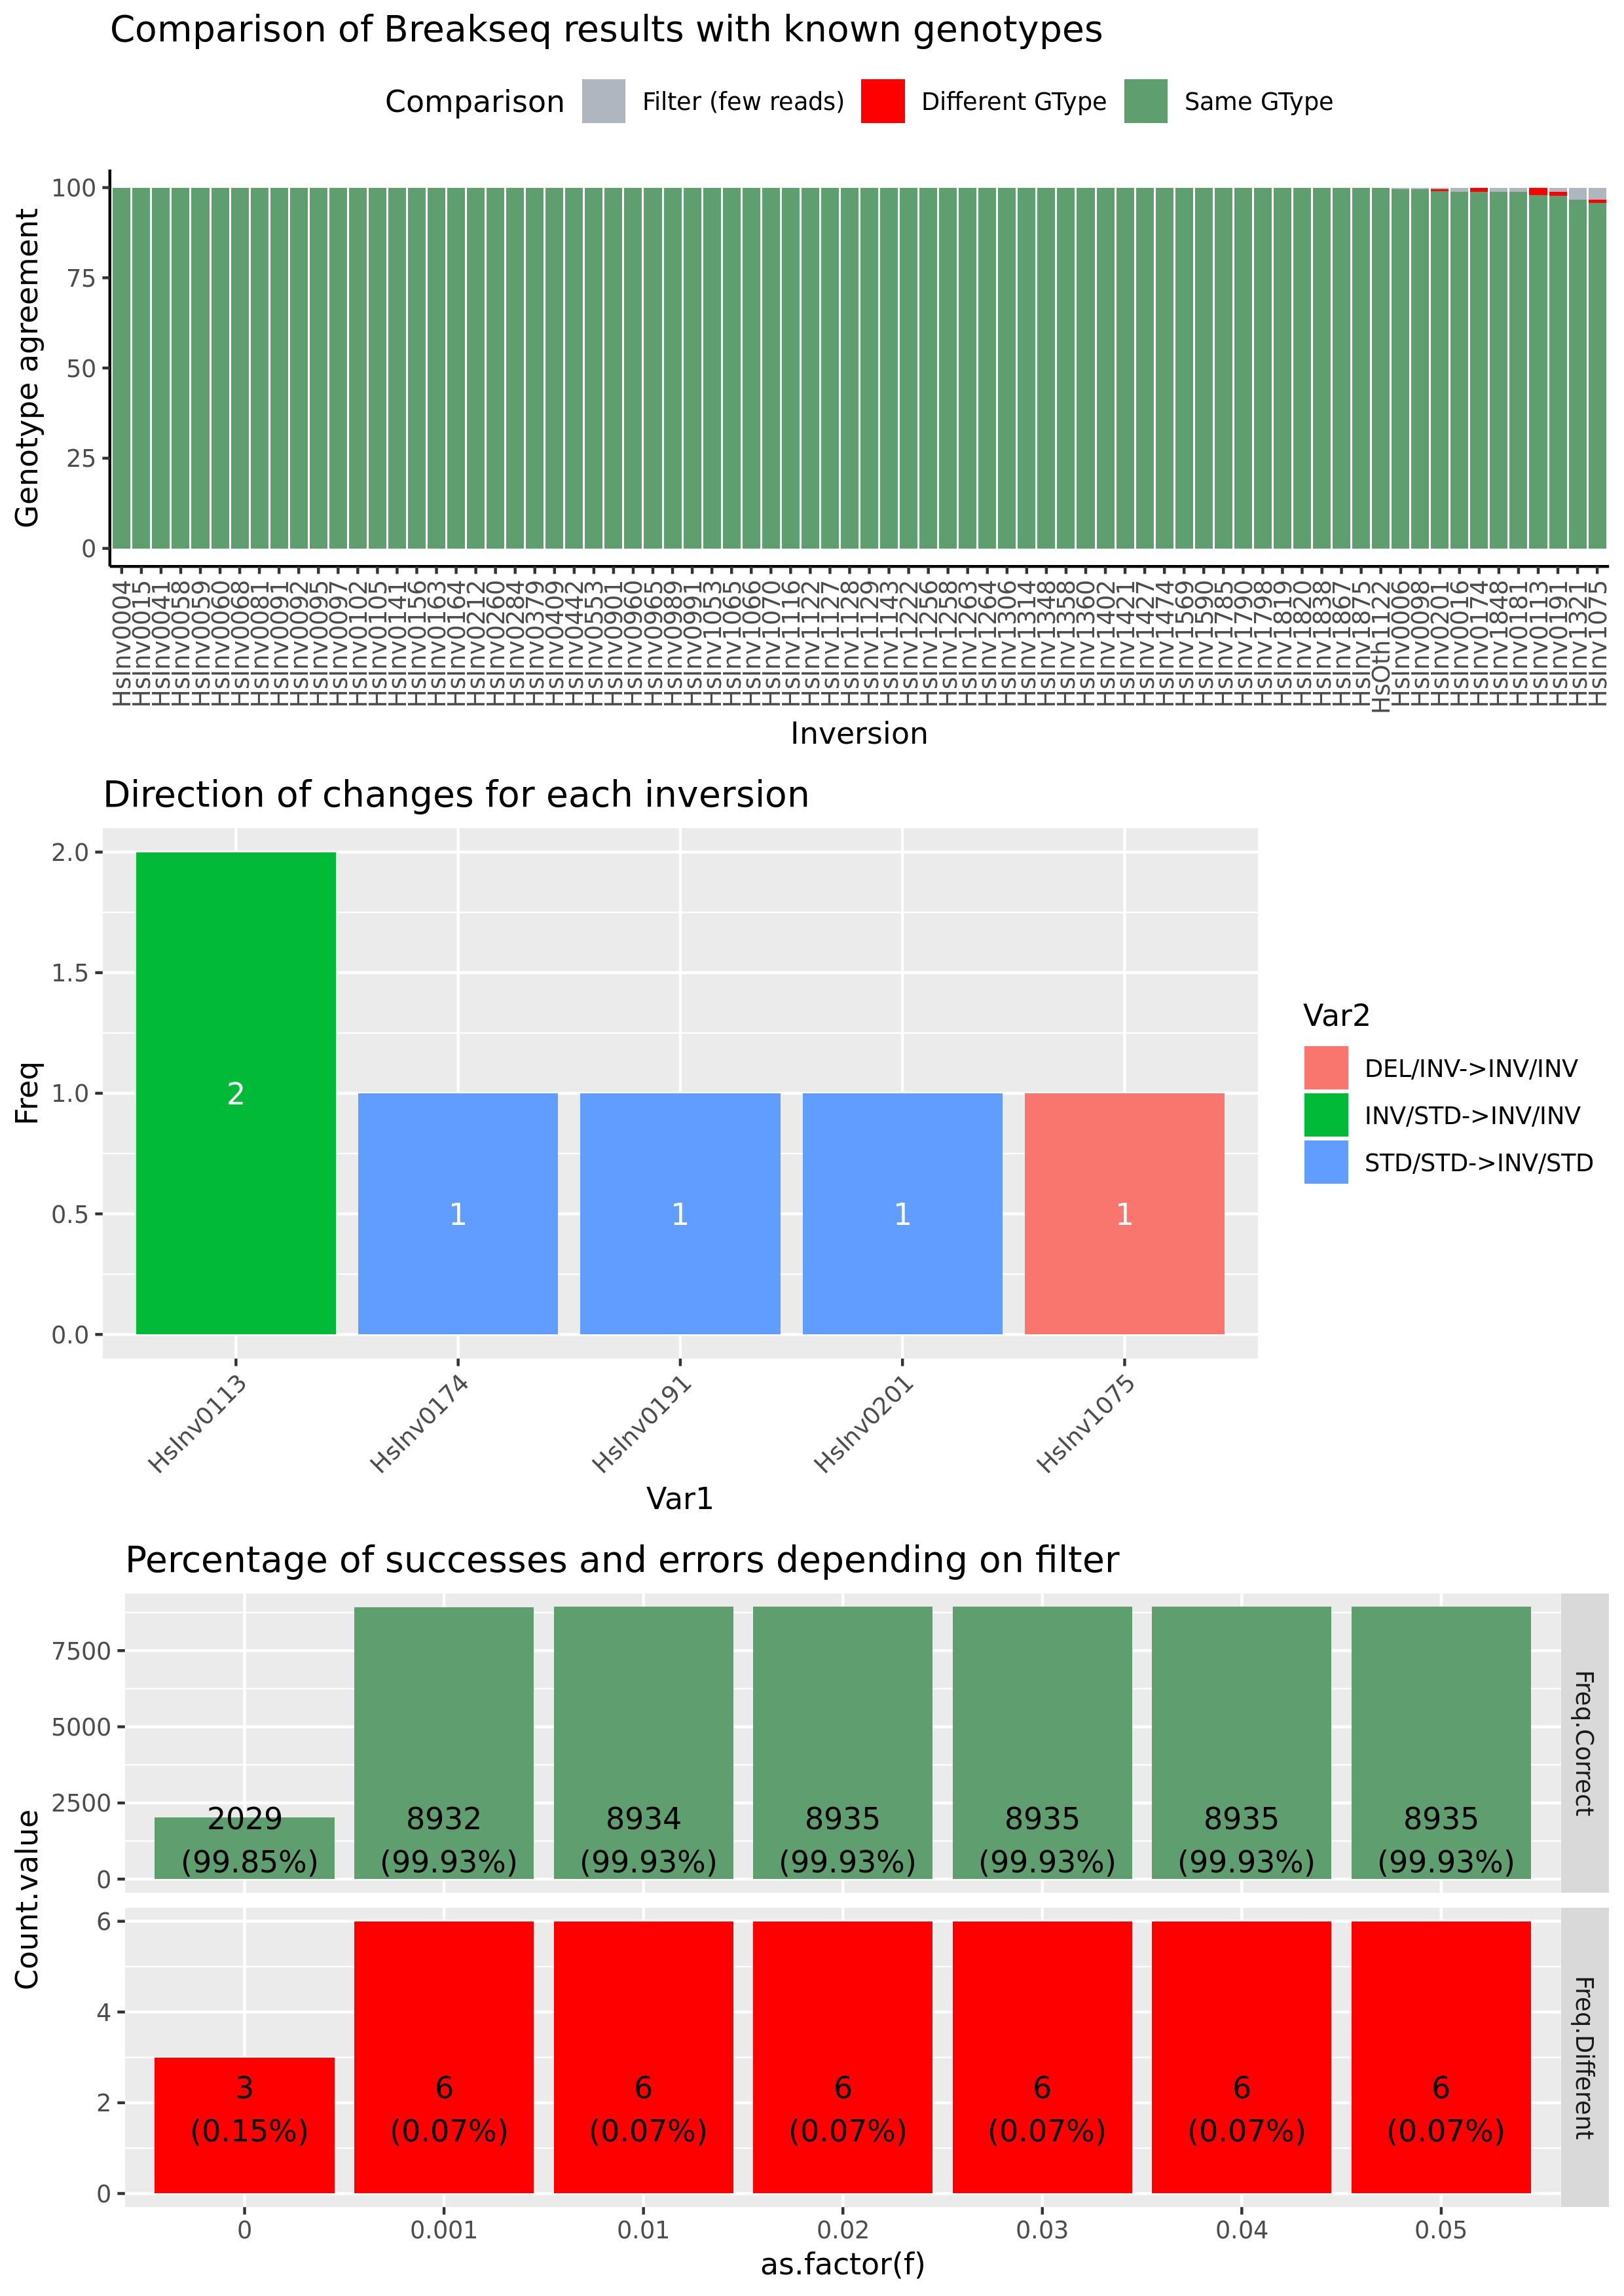 Comparison of Breakseq results with known genotypes
Comparison Filter (few reads) Different GType Same GType
Genotype agreement
100
75
50
25
0
HsInv0004
HsInv0015
HsInv0041
HsInv0058
HsInv0059
HsInv0060
HsInv0068
HsInv0081
HsInv0091
HsInv0092
HsInv0095
HsInv0097
HsInv0102
HsInv0105
HsInv0141
HsInv0156
HsInv0163
HsInv0164
HsInv0212
HsInv0260
HsInv0284
HsInv0379
HsInv0409
HsInv0442
HsInv0553
HsInv0901
HsInv0960
HsInv0965
HsInv0989
HsInv0991
HsInv1053
HsInv1065
HsInv1066
HsInv1070
HsInv1116
HsInv1122
HsInv1127
HsInv1128
HsInv1129
HsInv1143
HsInv1222
HsInv1256
HsInv1258
HsInv1263
HsInv1264
HsInv1306
HsInv1314
HsInv1348
HsInv1358
HsInv1360
HsInv1402
HsInv1421
HsInv1427
HsInv1474
HsInv1569
HsInv1590
HsInv1785
HsInv1790
HsInv1798
HsInv1819
HsInv1820
HsInv1838
HsInv1867
HsInv1875
HsOth1122
HsInv0006
HsInv0098
HsInv0201
HsInv0016
HsInv0174
HsInv1848
HsInv0181
HsInv0113
HsInv0191
HsInv1321
HsInv1075
Inversion
Direction of changes for each inversion
Freq
2.0
1.5
1.0
0.5
0.0
2
1
1
1
1
HsInv0113
HsInv0174
HsInv0191
HsInv0201
HsInv1075
Var1
Var2
DEL/INV->INV/INV
INV/STD->INV/INV
STD/STD->INV/STD
Percentage of successes and errors depending on filter
Count.value
7500
5000
2500
0
2029 8932 8934 8935 8935 8935 8935
(99.85%) (99.93%) (99.93%) (99.93%) (99.93%) (99.93%) (99.93%)
Freq.Correct
6
4
2
0
3 6 6 6 6 6 6
(0.15%) (0.07%) (0.07%) (0.07%) (0.07%) (0.07%) (0.07%)
Freq.Different
0 0.001 0.01 0.02 0.03 0.04 0.05
as.factor(f)